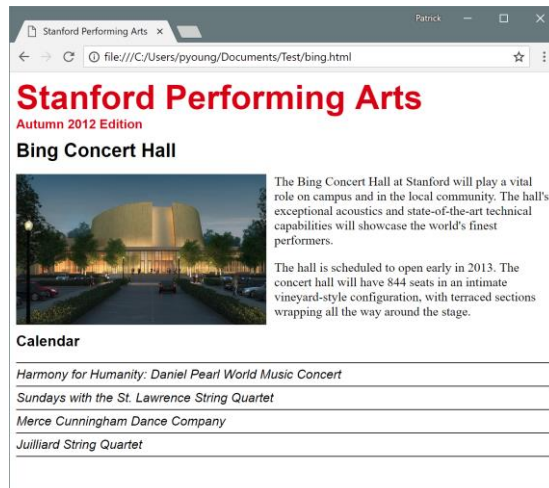 Patrick
Stanford Performing Arts
file:///C:/Users/pyoung/Documents/Test/bing.html
Stanford Performing Arts
Autumn 2012 Edition
Bing Concert Hall
The Bing Concert Hall at Stanford will play a vital
role on campus and in the local community. The hall's
exceptional acoustics and state-of-the-art technical
capabilities will showcase the world's finest
performers.
The hall is scheduled to open early in 2013. The
concert hall will have 844 seats in an intimate
vineyard-style configuration, with terraced sections
wrapping all the way around the stage.
Calendar
Harmony for Humanity: Daniel Pearl World Music Concert
Sundays with the St. Lawrence String Quartet
Merce Cunningham Dance Company
Juilliard String Quartet